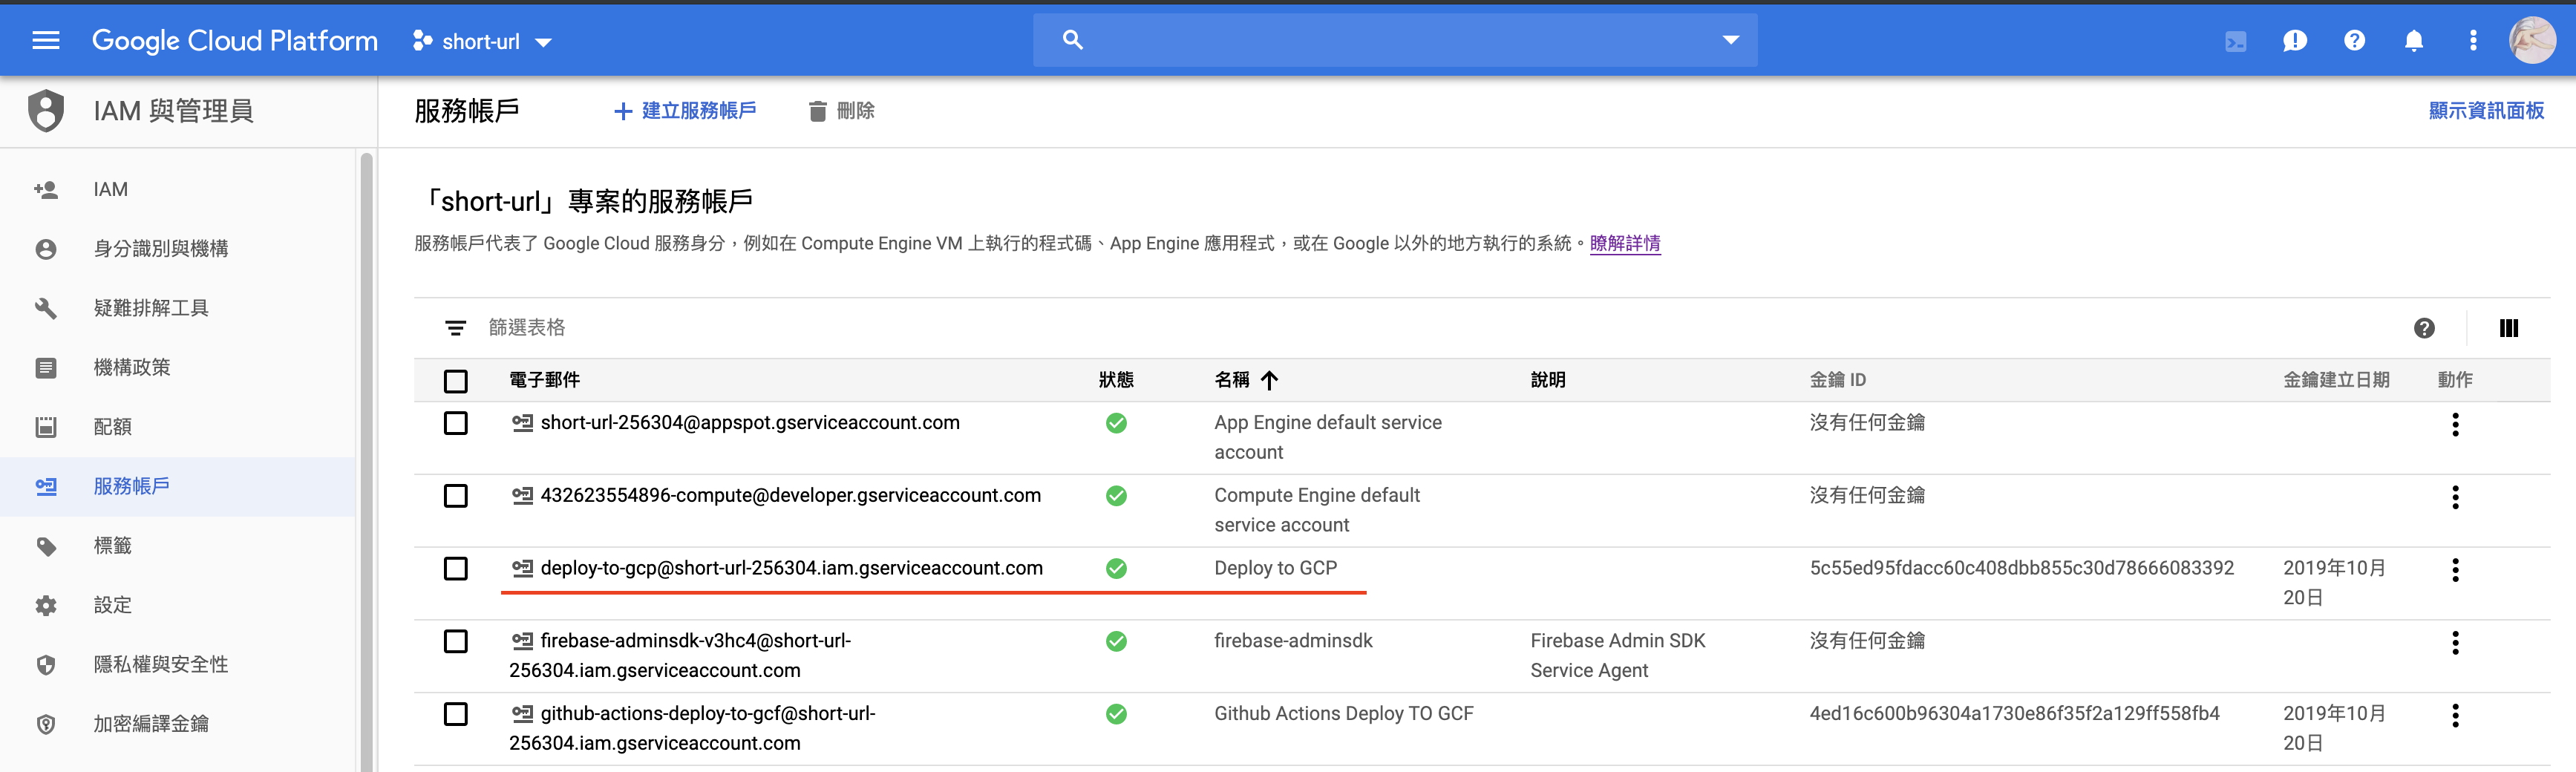 Google Cloud Platform short-url
IAM 與管理員
服務帳戶 建立服務帳戶 刪除 顯示資訊面板
IAM
身分識別與機構
疑難排解工具
機構政策
配額
服務帳戶
標籤
設定
隱私權與安全性
加密編譯金鑰
「short-url」專案的服務帳戶
服務帳戶代表了 Google Cloud 服務身分，例如在 Compute Engine VM 上執行的程式碼、App Engine 應用程式，或在 Google 以外的地方執行的系統。瞭解詳情
篩選表格
電子郵件 狀態 名稱 說明 金鑰 ID 金鑰建立日期 動作
short-url-256304@appspot.gserviceaccount.com App Engine default service 沒有任何金鑰
account
432623554896-compute@developer.gserviceaccount.com Compute Engine default 沒有任何金鑰
service account
deploy-to-gcp@short-url-256304.iam.gserviceaccount.com Deploy to GCP 5c55ed95fdacc60c408dbb855c30d78666083392 2019年10月
20日
firebase-adminsdk-v3hc4@short-url- firebase-adminsdk Firebase Admin SDK 沒有任何金鑰
256304.iam.gserviceaccount.com Service Agent
github-actions-deploy-to-gcf@short-url- Github Actions Deploy TO GCF 4ed16c600b96304a1730e86f35f2a129ff558fb4 2019年10月
256304.iam.gserviceaccount.com 20日